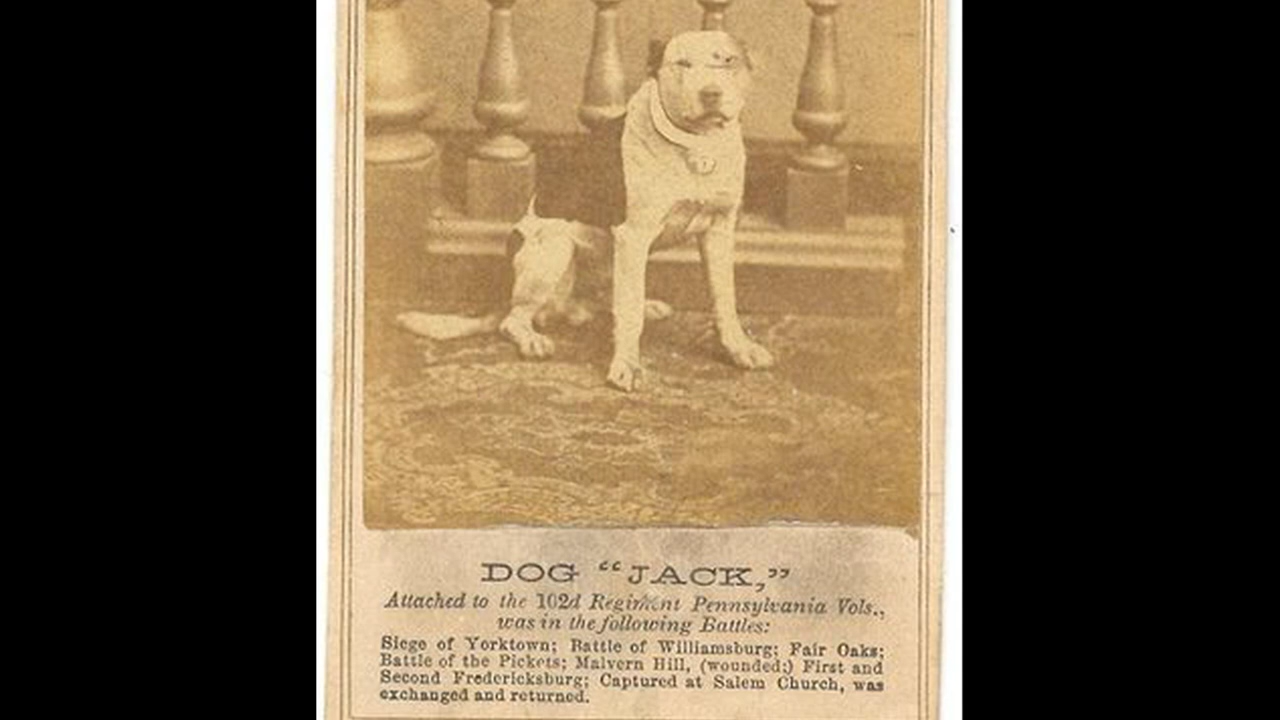 DOG “JACK,”
Attached to the 102d Regiment Pennsylvania Vols.,
was in the following Battles:
Siege of Yorktown; Battle of Williamsburg; Fair Oaks;
Battle of the Pickets; Malvern Hill, (wounded;) First and
Second Fredericksburg; Captured at Salem Church, was
exchanged and returned.